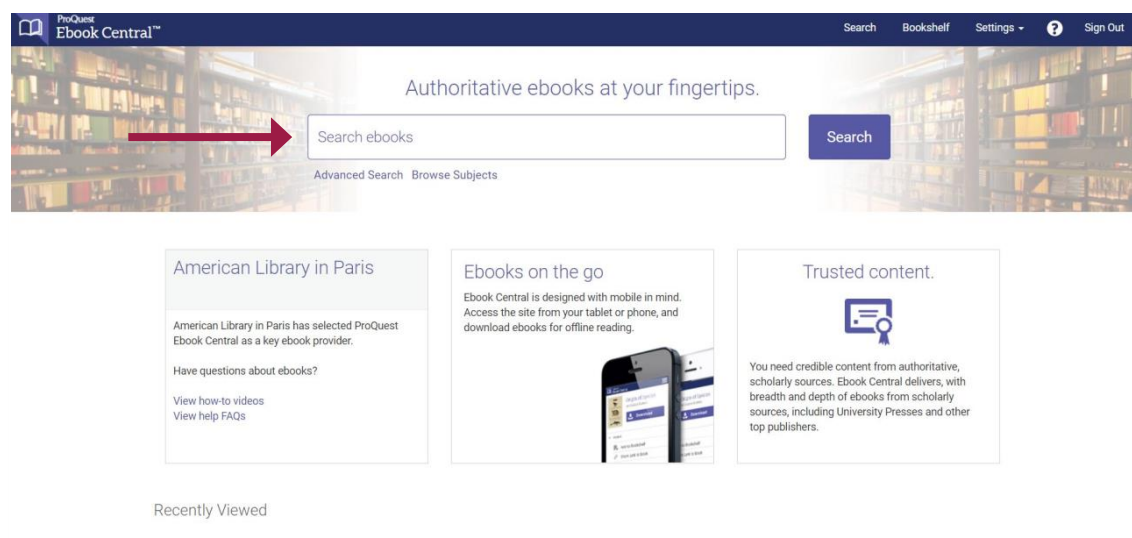 ProQuest
Ebook Central™
Search Bookshelf Settings ? Sign Out
Authoritative ebooks at your fingertips.
Search ebooks
Search
Advanced Search Browse Subjects
American Library in Paris
American Library in Paris has selected ProQuest
Ebook Central as a key ebook provider.
Have questions about ebooks?
View how-to videos
View help FAQs
Ebooks on the go
Ebook Central is designed with mobile in mind.
Access the site from your tablet or phone, and
download ebooks for offline reading.
Trusted content.
You need credible content from authoritative,
scholarly sources. Ebook Central delivers, with
breadth and depth of ebooks from scholarly
sources, including University Presses and other
top publishers.
Recently Viewed